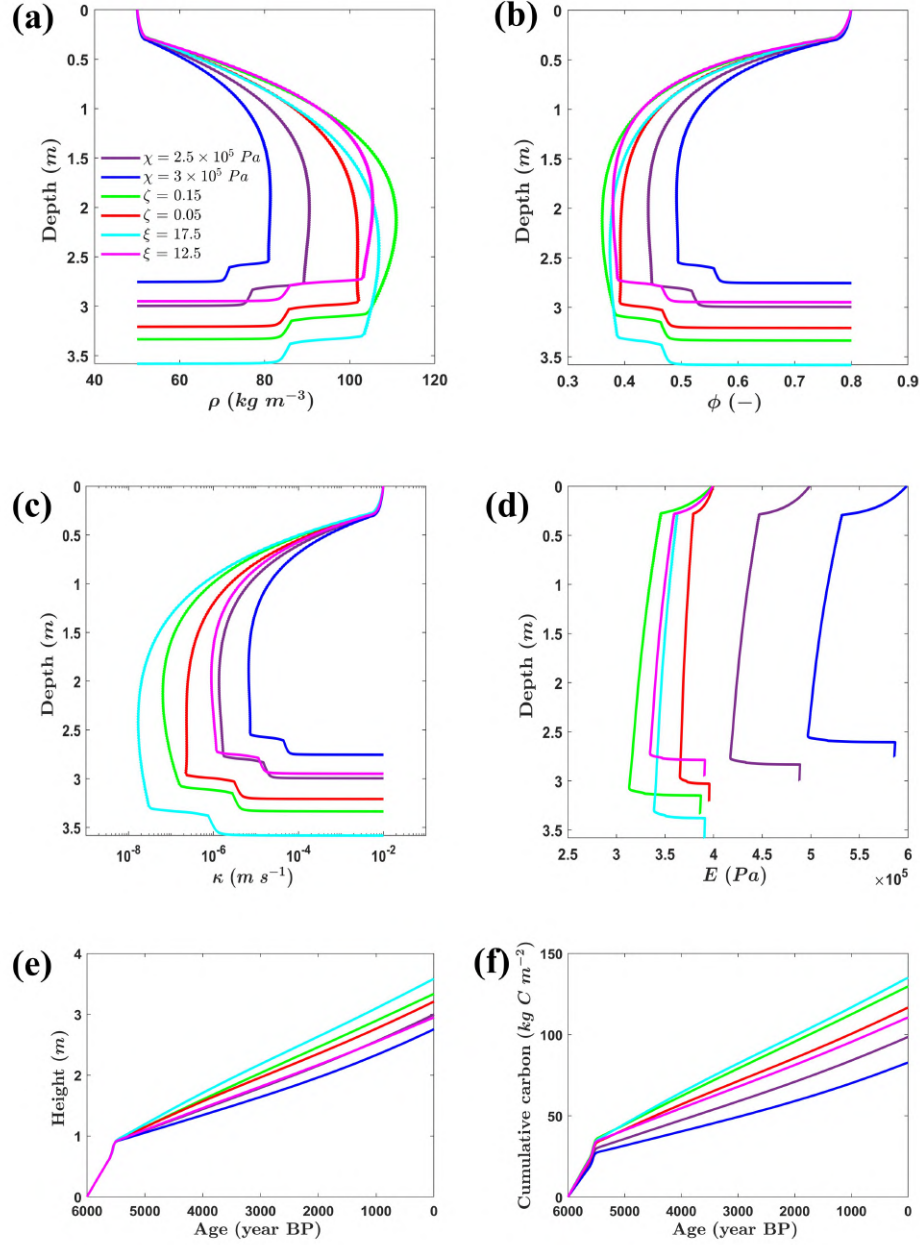 (a)
0
0.5
1
1.5
2
2.5
3
3.5
Depth (m)
χ = 2.5 × 10⁵ Pa
χ = 3 × 10⁵ Pa
ζ = 0.15
ζ = 0.05
ξ = 17.5
ξ = 12.5
40 60 80 100 120
ρ (kg m⁻³)
(b)
0
0.5
1
1.5
2
2.5
3
3.5
Depth (m)
0.3 0.4 0.5 0.6 0.7 0.8 0.9
ϕ (−)
(c)
0
0.5
1
1.5
2
2.5
3
3.5
Depth (m)
10⁻⁸ 10⁻⁶ 10⁻⁴ 10⁻²
κ (m s⁻¹)
(d)
0
0.5
1
1.5
2
2.5
3
3.5
Depth (m)
2.5 3 3.5 4 4.5 5 5.5 6
E (Pa)
×10⁵
(e)
4
3
2
1
0
Height (m)
6000 5000 4000 3000 2000 1000 0
Age (year BP)
(f)
150
100
50
0
Cumulative carbon (kg C m⁻²)
6000 5000 4000 3000 2000 1000 0
Age (year BP)